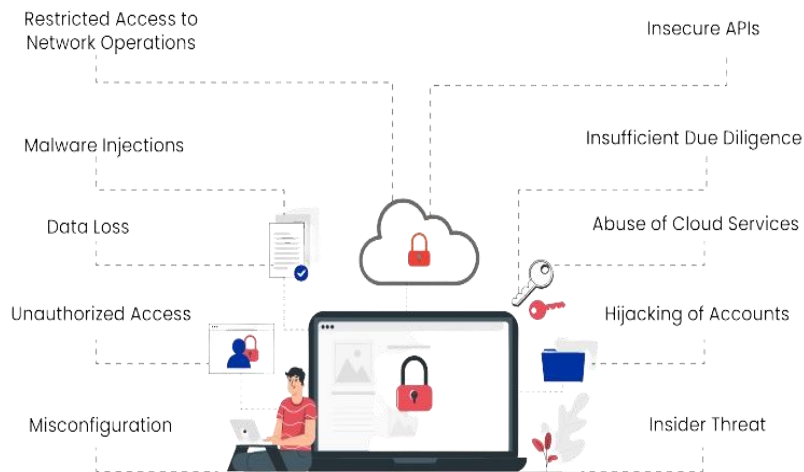 Restricted Access to
Network Operations
Insecure APIs
Malware Injections
Insufficient Due Diligence
Data Loss
Abuse of Cloud Services
Unauthorized Access
Hijacking of Accounts
Misconfiguration
Insider Threat